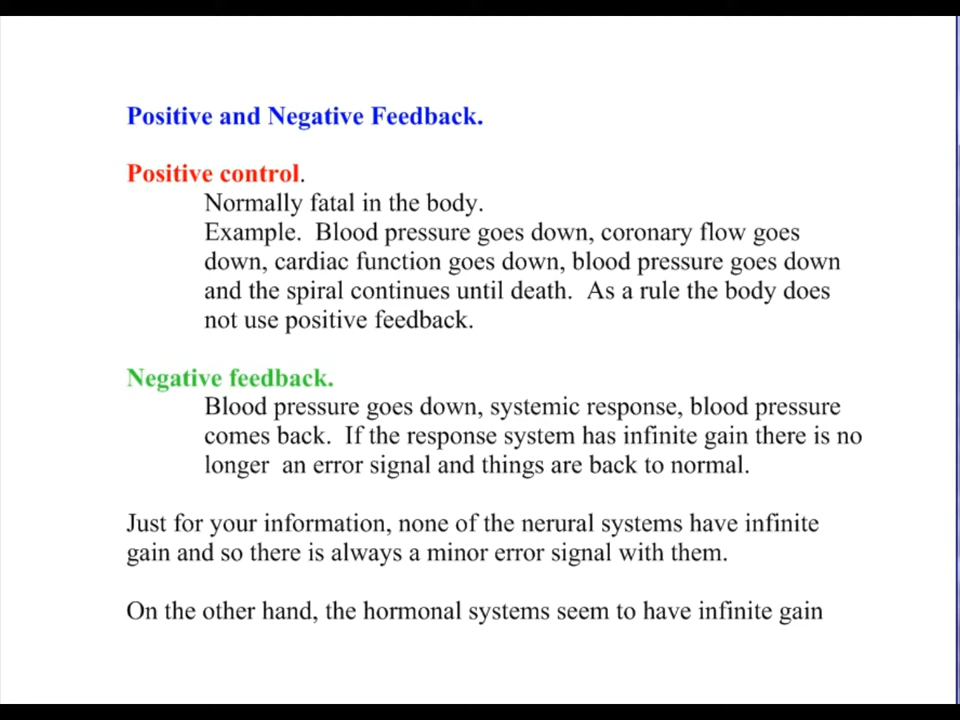 Positive and Negative Feedback.
Positive control.
Normally fatal in the body.
Example.  Blood pressure goes down, coronary flow goes
down, cardiac function goes down, blood pressure goes down
and the spiral continues until death.  As a rule the body does
not use positive feedback.
Negative feedback.
Blood pressure goes down, systemic response, blood pressure
comes back.  If the response system has infinite gain there is no
longer  an error signal and things are back to normal.
Just for your information, none of the nerural systems have infinite
gain and so there is always a minor error signal with them.
On the other hand, the hormonal systems seem to have infinite gain